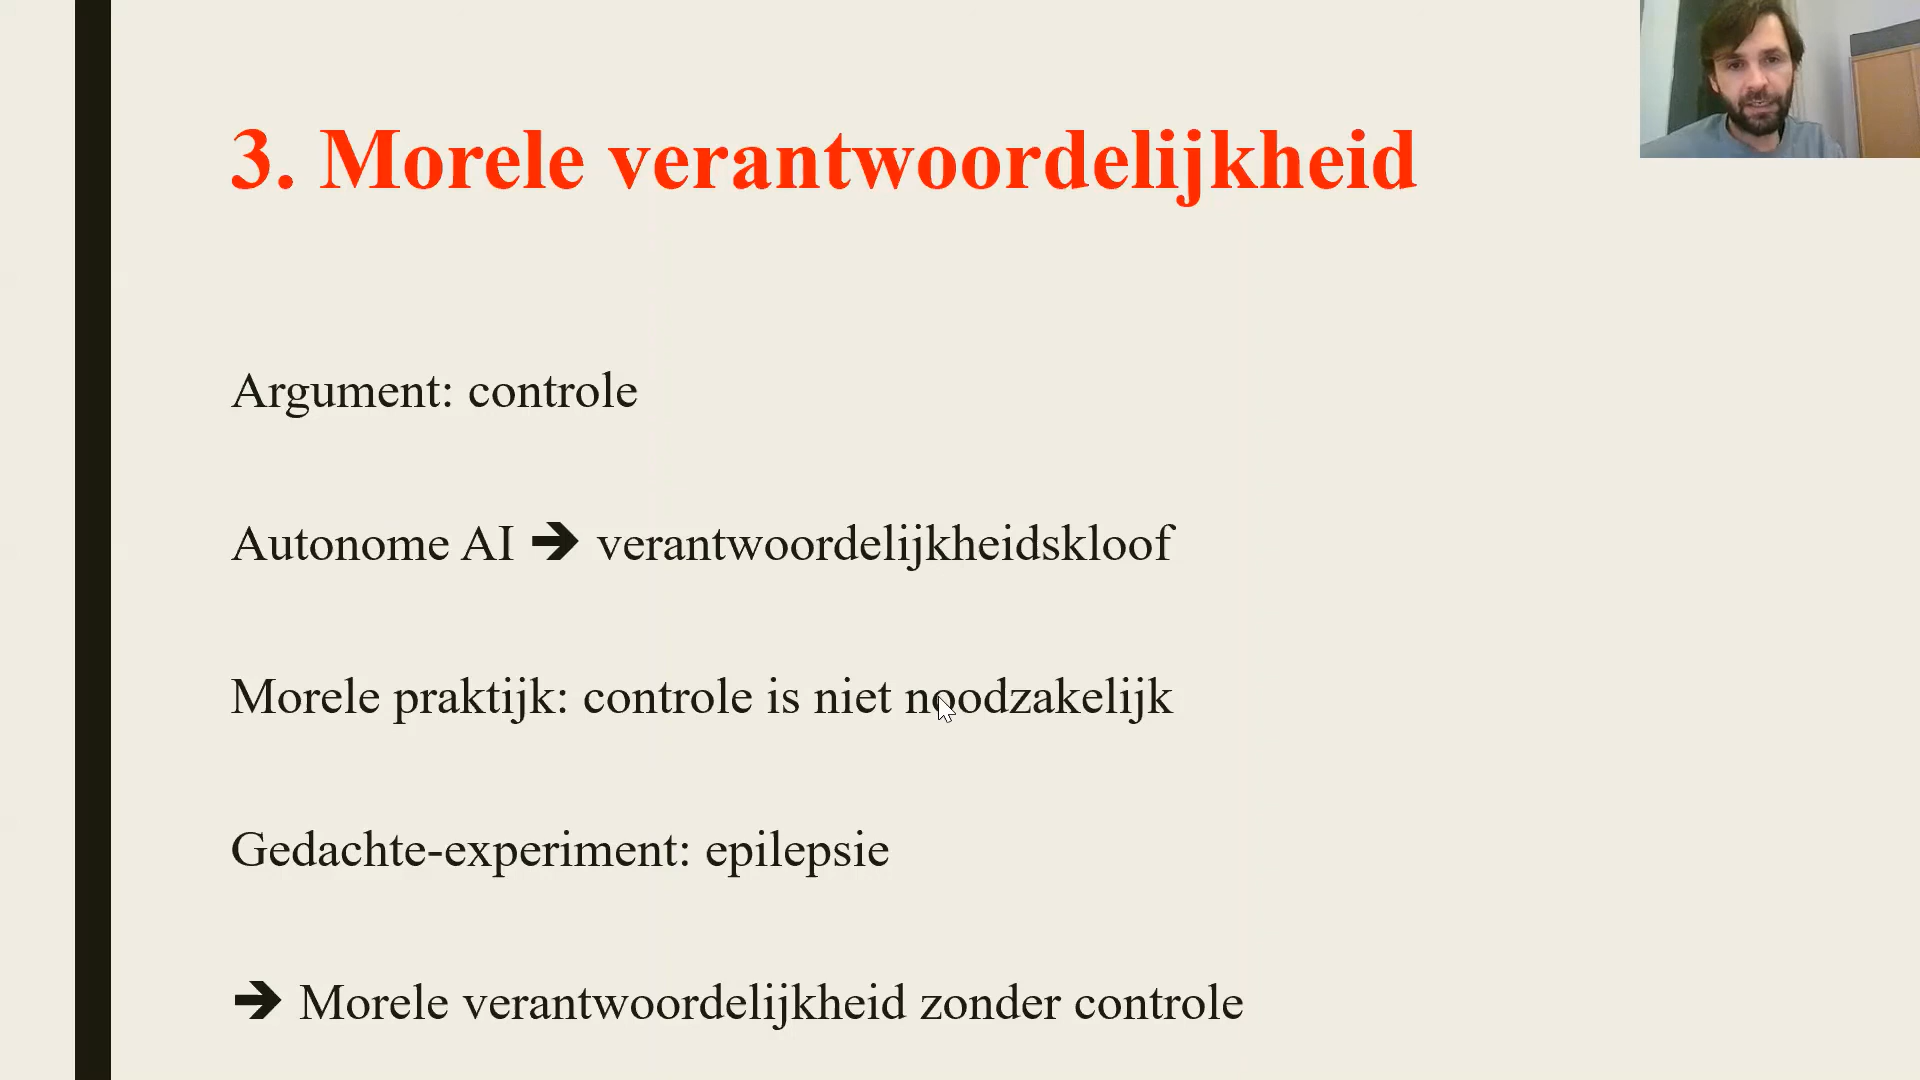 3. Morele verantwoordelijkheid
Argument: controle
Autonome AI ➔ verantwoordelijkheidskloof
Morele praktijk: controle is niet noodzakelijk
Gedachte-experiment: epilepsie
➔ Morele verantwoordelijkheid zonder controle